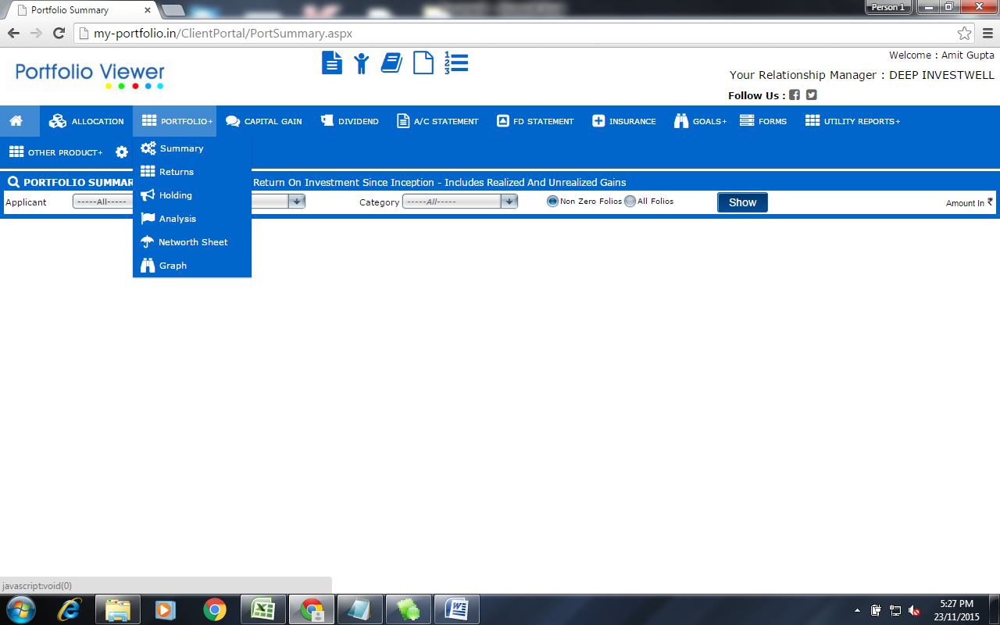 Portfolio Summary
Person 1
my-portfolio.in/ClientPortal/PortSummary.aspx
Portfolio Viewer
1
2
3
Welcome : Amit Gupta
Your Relationship Manager : DEEP INVESTWELL
Follow Us :
ALLOCATION PORTFOLIO+ CAPITAL GAIN DIVIDEND A/C STATEMENT FD STATEMENT INSURANCE GOALS+ FORMS UTILITY REPORTS+
OTHER PRODUCT+
Summary
Returns
Holding
Analysis
Networth Sheet
Graph
PORTFOLIO SUMMAR Return On Investment Since Inception - Includes Realized And Unrealized Gains
Applicant -----All----- Category -----All----- Non Zero Folios All Folios Show Amount In ₹
javascript:void(0)
5:27 PM
23/11/2015